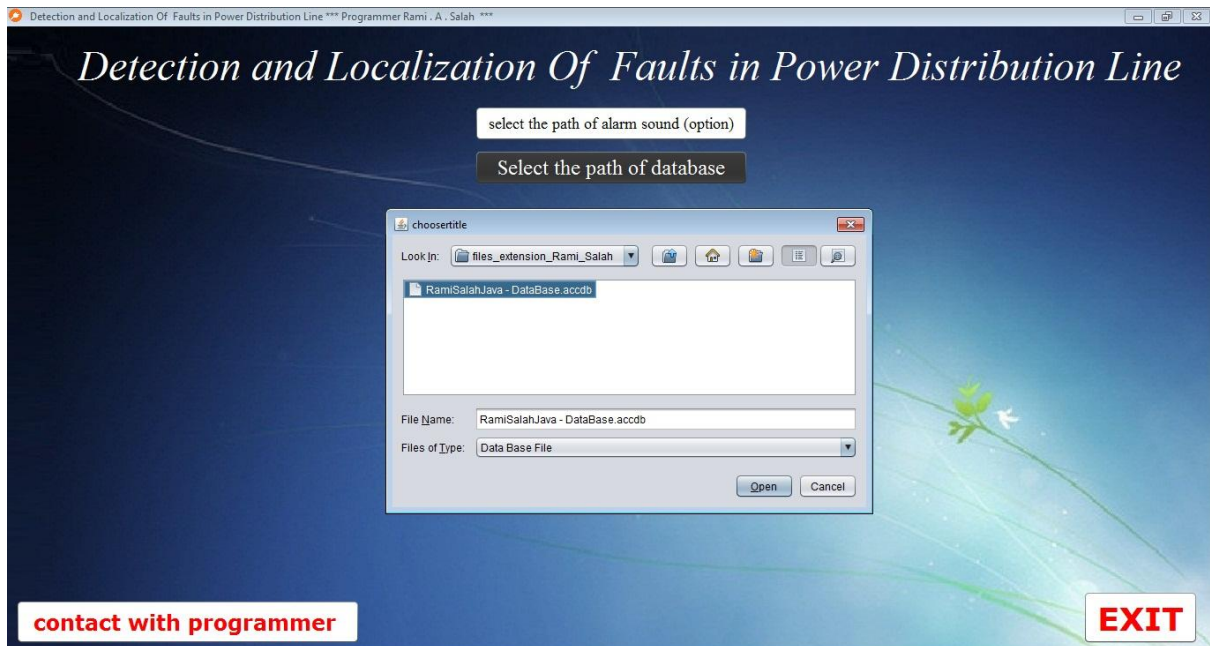 Detection and Localization Of  Faults in Power Distribution Line *** Programmer Rami . A . Salah  ***
Detection and Localization Of  Faults in Power Distribution Line
select the path of alarm sound (option)
Select the path of database
choosertitle
Look In: files_extension_Rami_Salah
RamiSalahJava - DataBase.accdb
File Name: RamiSalahJava - DataBase.accdb
Files of Type: Data Base File
Open Cancel
contact with programmer EXIT